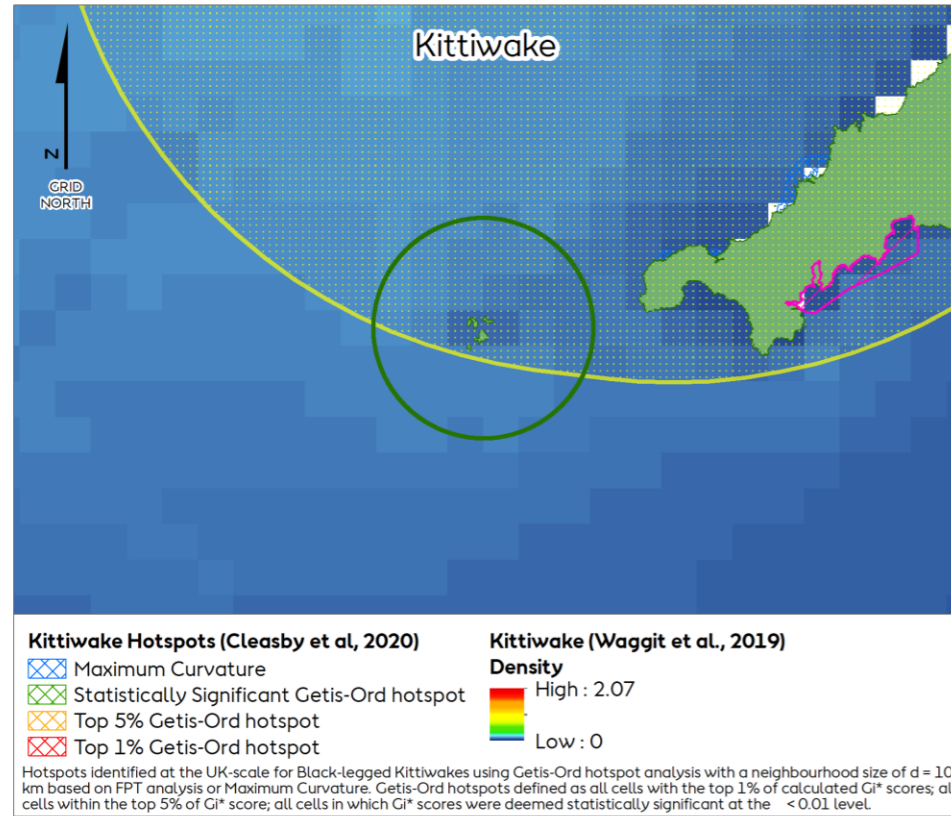 Kittiwake
N
GRID
NORTH
Kittiwake Hotspots (Cleasby et al, 2020)
Maximum Curvature
Statistically Significant Getis-Ord hotspot
Top 5% Getis-Ord hotspot
Top 1% Getis-Ord hotspot
Kittiwake (Waggit et al., 2019)
Density
High : 2.07
Low : 0
Hotspots identified at the UK-scale for Black-legged Kittiwakes using Getis-Ord hotspot analysis with a neighbourhood size of d = 10
km based on FPT analysis or Maximum Curvature. Getis-Ord hotspots defined as all cells with the top 1% of calculated Gi* scores; al
cells within the top 5% of Gi* score; all cells in which Gi* scores were deemed statistically significant at the < 0.01 level.